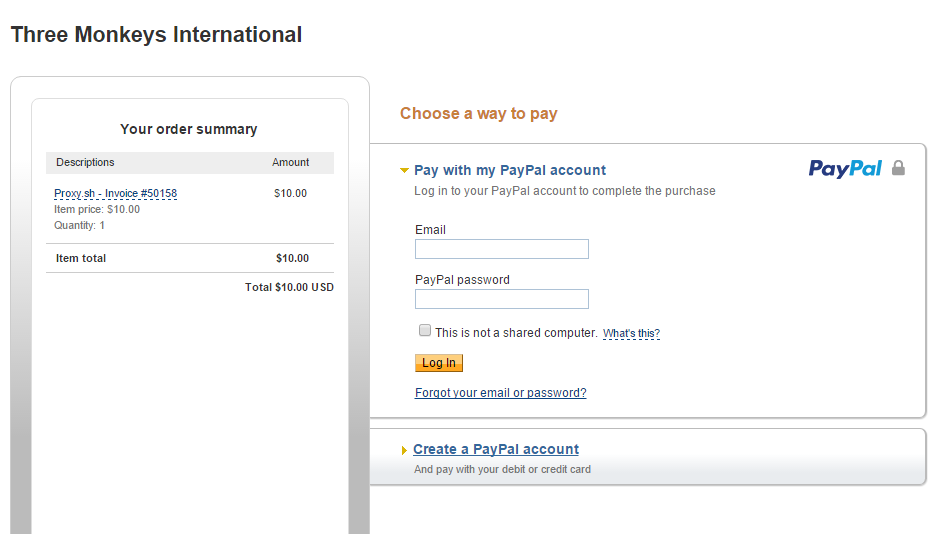 Three Monkeys International
Your order summary
Descriptions Amount
Proxy.sh - Invoice #50158 $10.00
Item price: $10.00
Quantity: 1
Item total $10.00
Total $10.00 USD
Choose a way to pay
Pay with my PayPal account
PayPal
Log in to your PayPal account to complete the purchase
Email
PayPal password
This is not a shared computer. What's this?
Log In
Forgot your email or password?
Create a PayPal account
And pay with your debit or credit card